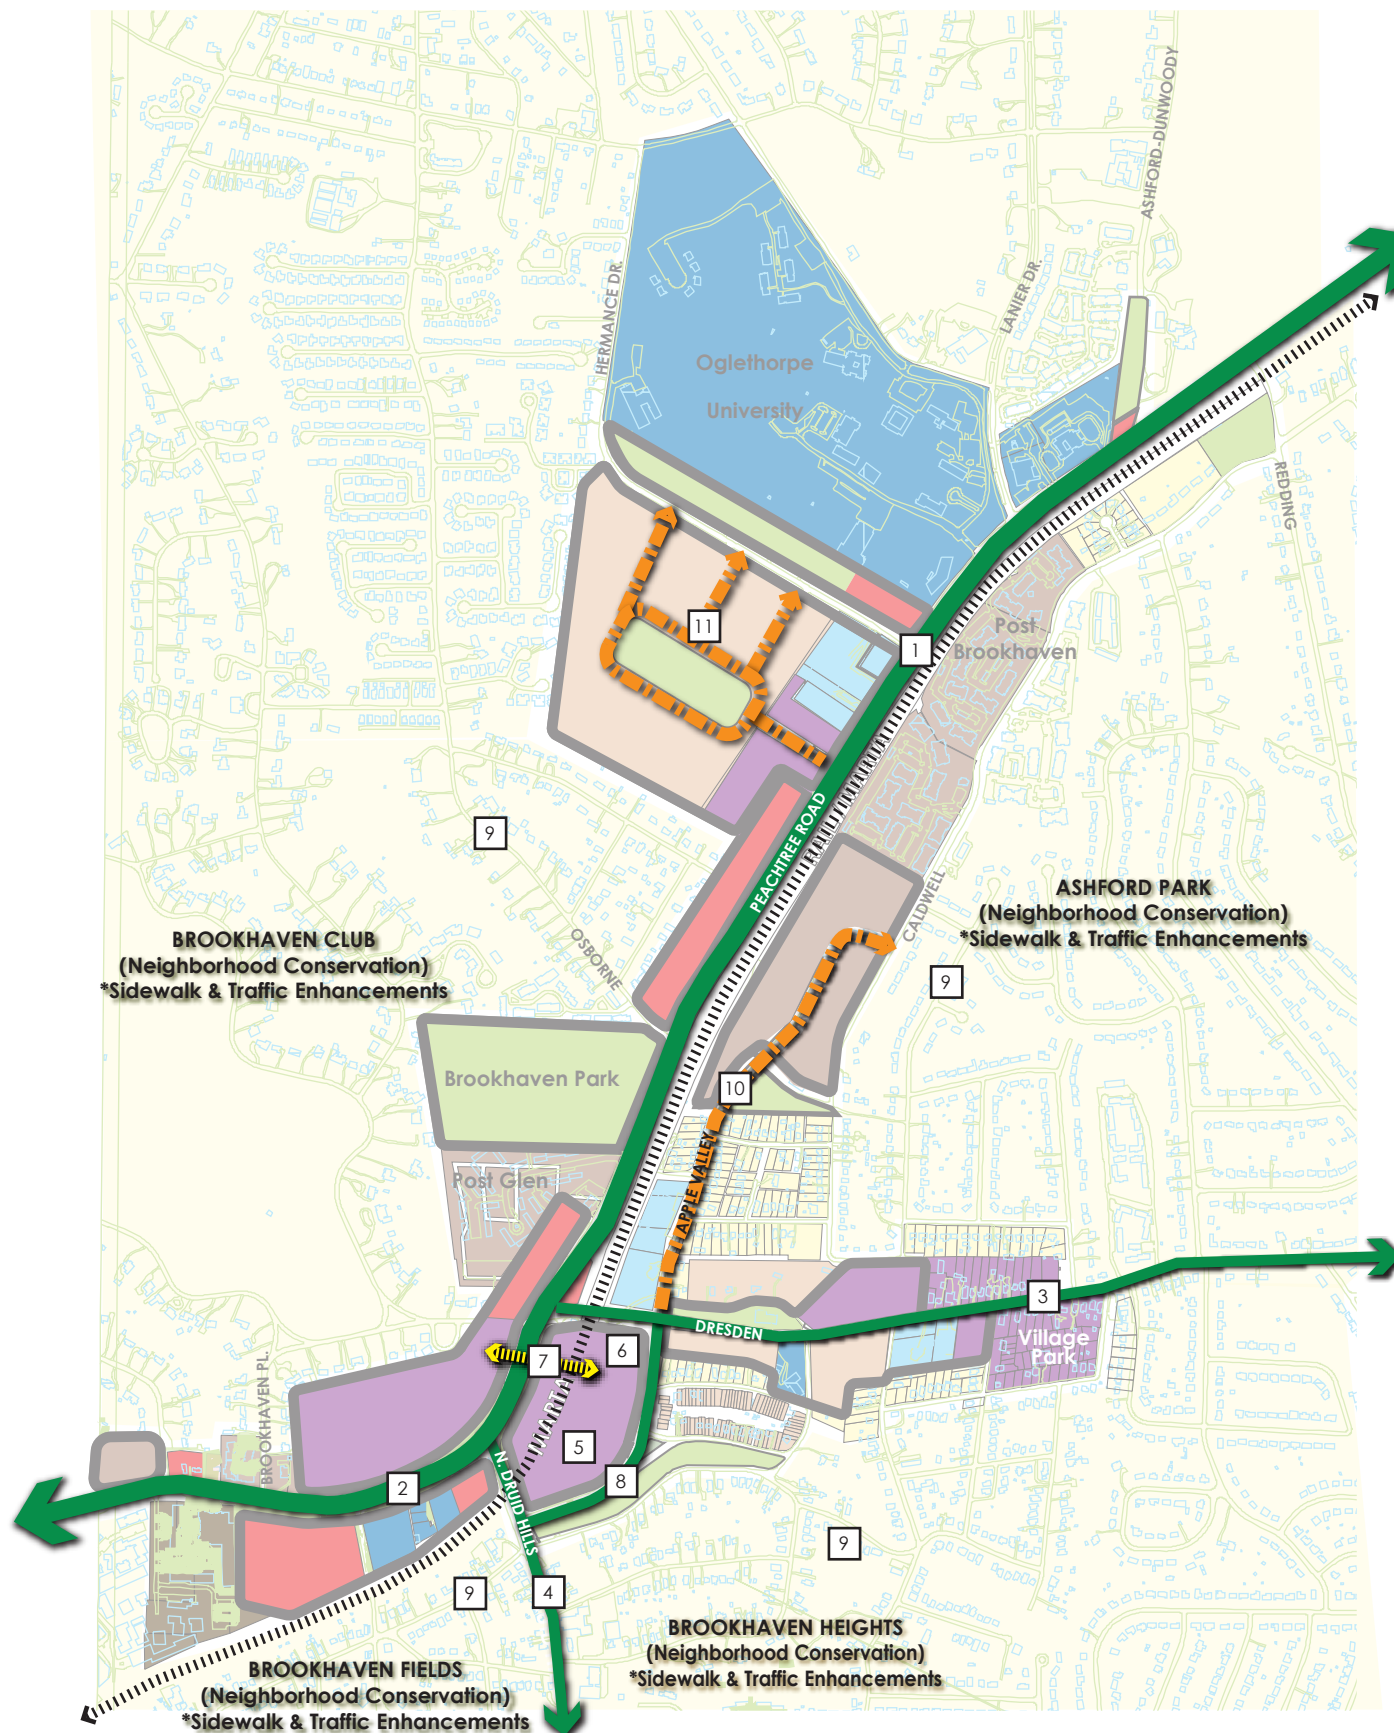 ASHFORD-DUNWOODY
LANIER DR.
HERMANCE DR.
Oglethorpe
University
REDDING
11
1
Post
Brookhaven
PEACHTREE ROAD
9
CALDWELL
ASHFORD PARK
(Neighborhood Conservation)
*Sidewalk & Traffic Enhancements
OSBORNE
BROOKHAVEN CLUB
(Neighborhood Conservation)
*Sidewalk & Traffic Enhancements
9
Brookhaven Park
10
APPLE VALLEY
Post Glen
3
DRESDEN
Village
Park
6
7
BROOKHAVEN PL.
5
N. DRUID HILLS
8
2
9
9
4
BROOKHAVEN HEIGHTS
(Neighborhood Conservation)
*Sidewalk & Traffic Enhancements
BROOKHAVEN FIELDS
(Neighborhood Conservation)
*Sidewalk & Traffic Enhancements